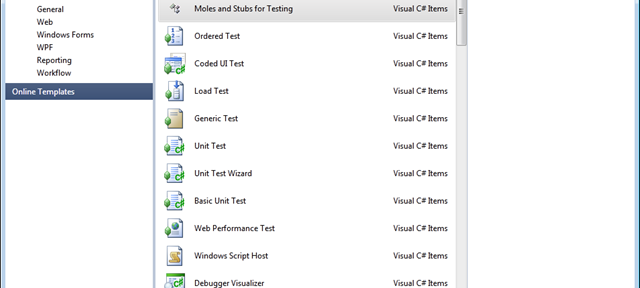 General
Web
Windows Forms
WPF
Reporting
Workflow
Online Templates
Moles and Stubs for Testing Visual C# Items
Ordered Test Visual C# Items
Coded UI Test Visual C# Items
Load Test Visual C# Items
Generic Test Visual C# Items
Unit Test Visual C# Items
Unit Test Wizard Visual C# Items
Basic Unit Test Visual C# Items
Web Performance Test Visual C# Items
Windows Script Host Visual C# Items
Debugger Visualizer Visual C# Items